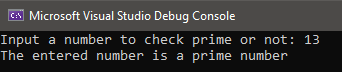 Microsoft Visual Studio Debug Console
Input a number to check prime or not: 13
The entered number is a prime number